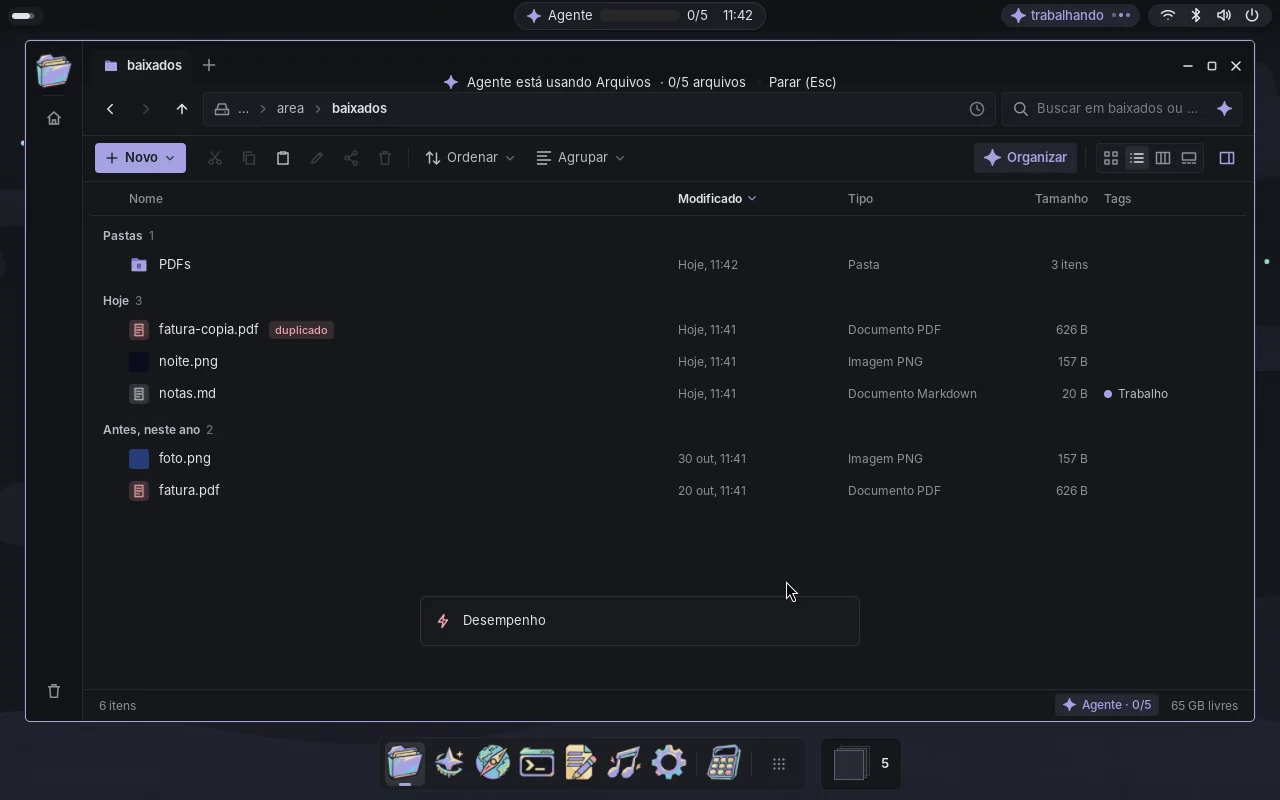 Agente 0/5 11:42
trabalhando
baixados
Agente está usando Arquivos · 0/5 arquivos · Parar (Esc)
... area baixados
Buscar em baixados ou ...
Novo
Ordenar
Agrupar
Organizar
Nome Modificado Tipo Tamanho Tags
Pastas 1
PDFs Hoje, 11:42 Pasta 3 itens
Hoje 3
fatura-copia.pdf duplicado Hoje, 11:41 Documento PDF 626 B
noite.png Hoje, 11:41 Imagem PNG 157 B
notas.md Hoje, 11:41 Documento Markdown 20 B Trabalho
Antes, neste ano 2
foto.png 30 out, 11:41 Imagem PNG 157 B
fatura.pdf 20 out, 11:41 Documento PDF 626 B
Desempenho
6 itens
Agente · 0/5
65 GB livres
5